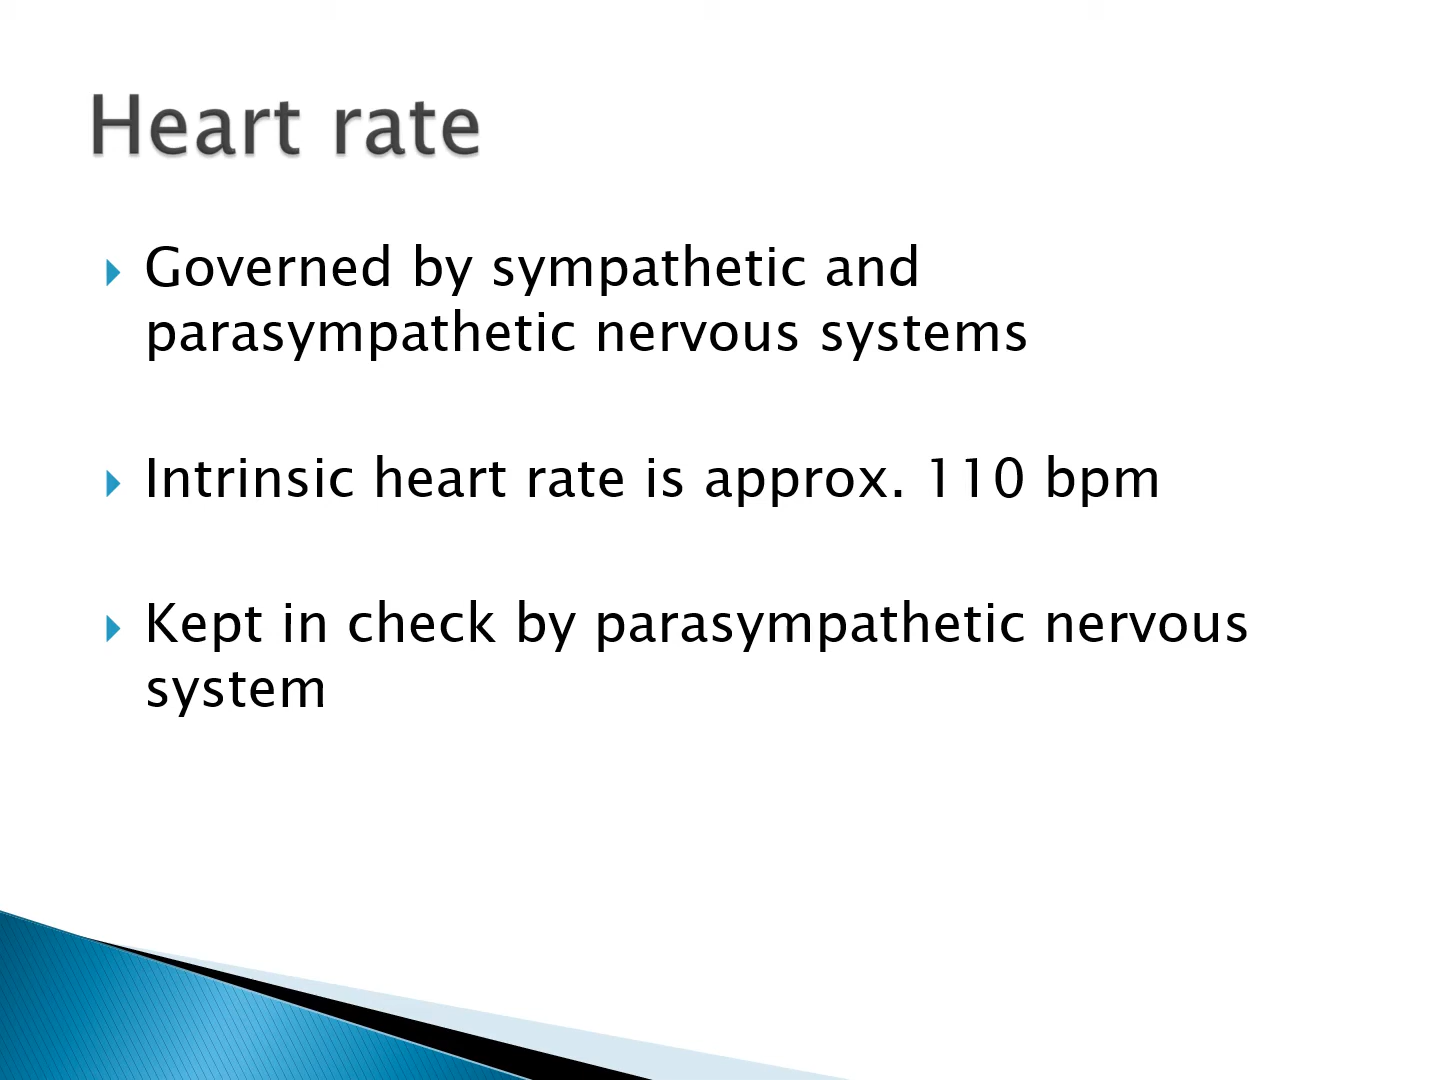 Heart rate
Governed by sympathetic and
parasympathetic nervous systems
Intrinsic heart rate is approx. 110 bpm
Kept in check by parasympathetic nervous
system